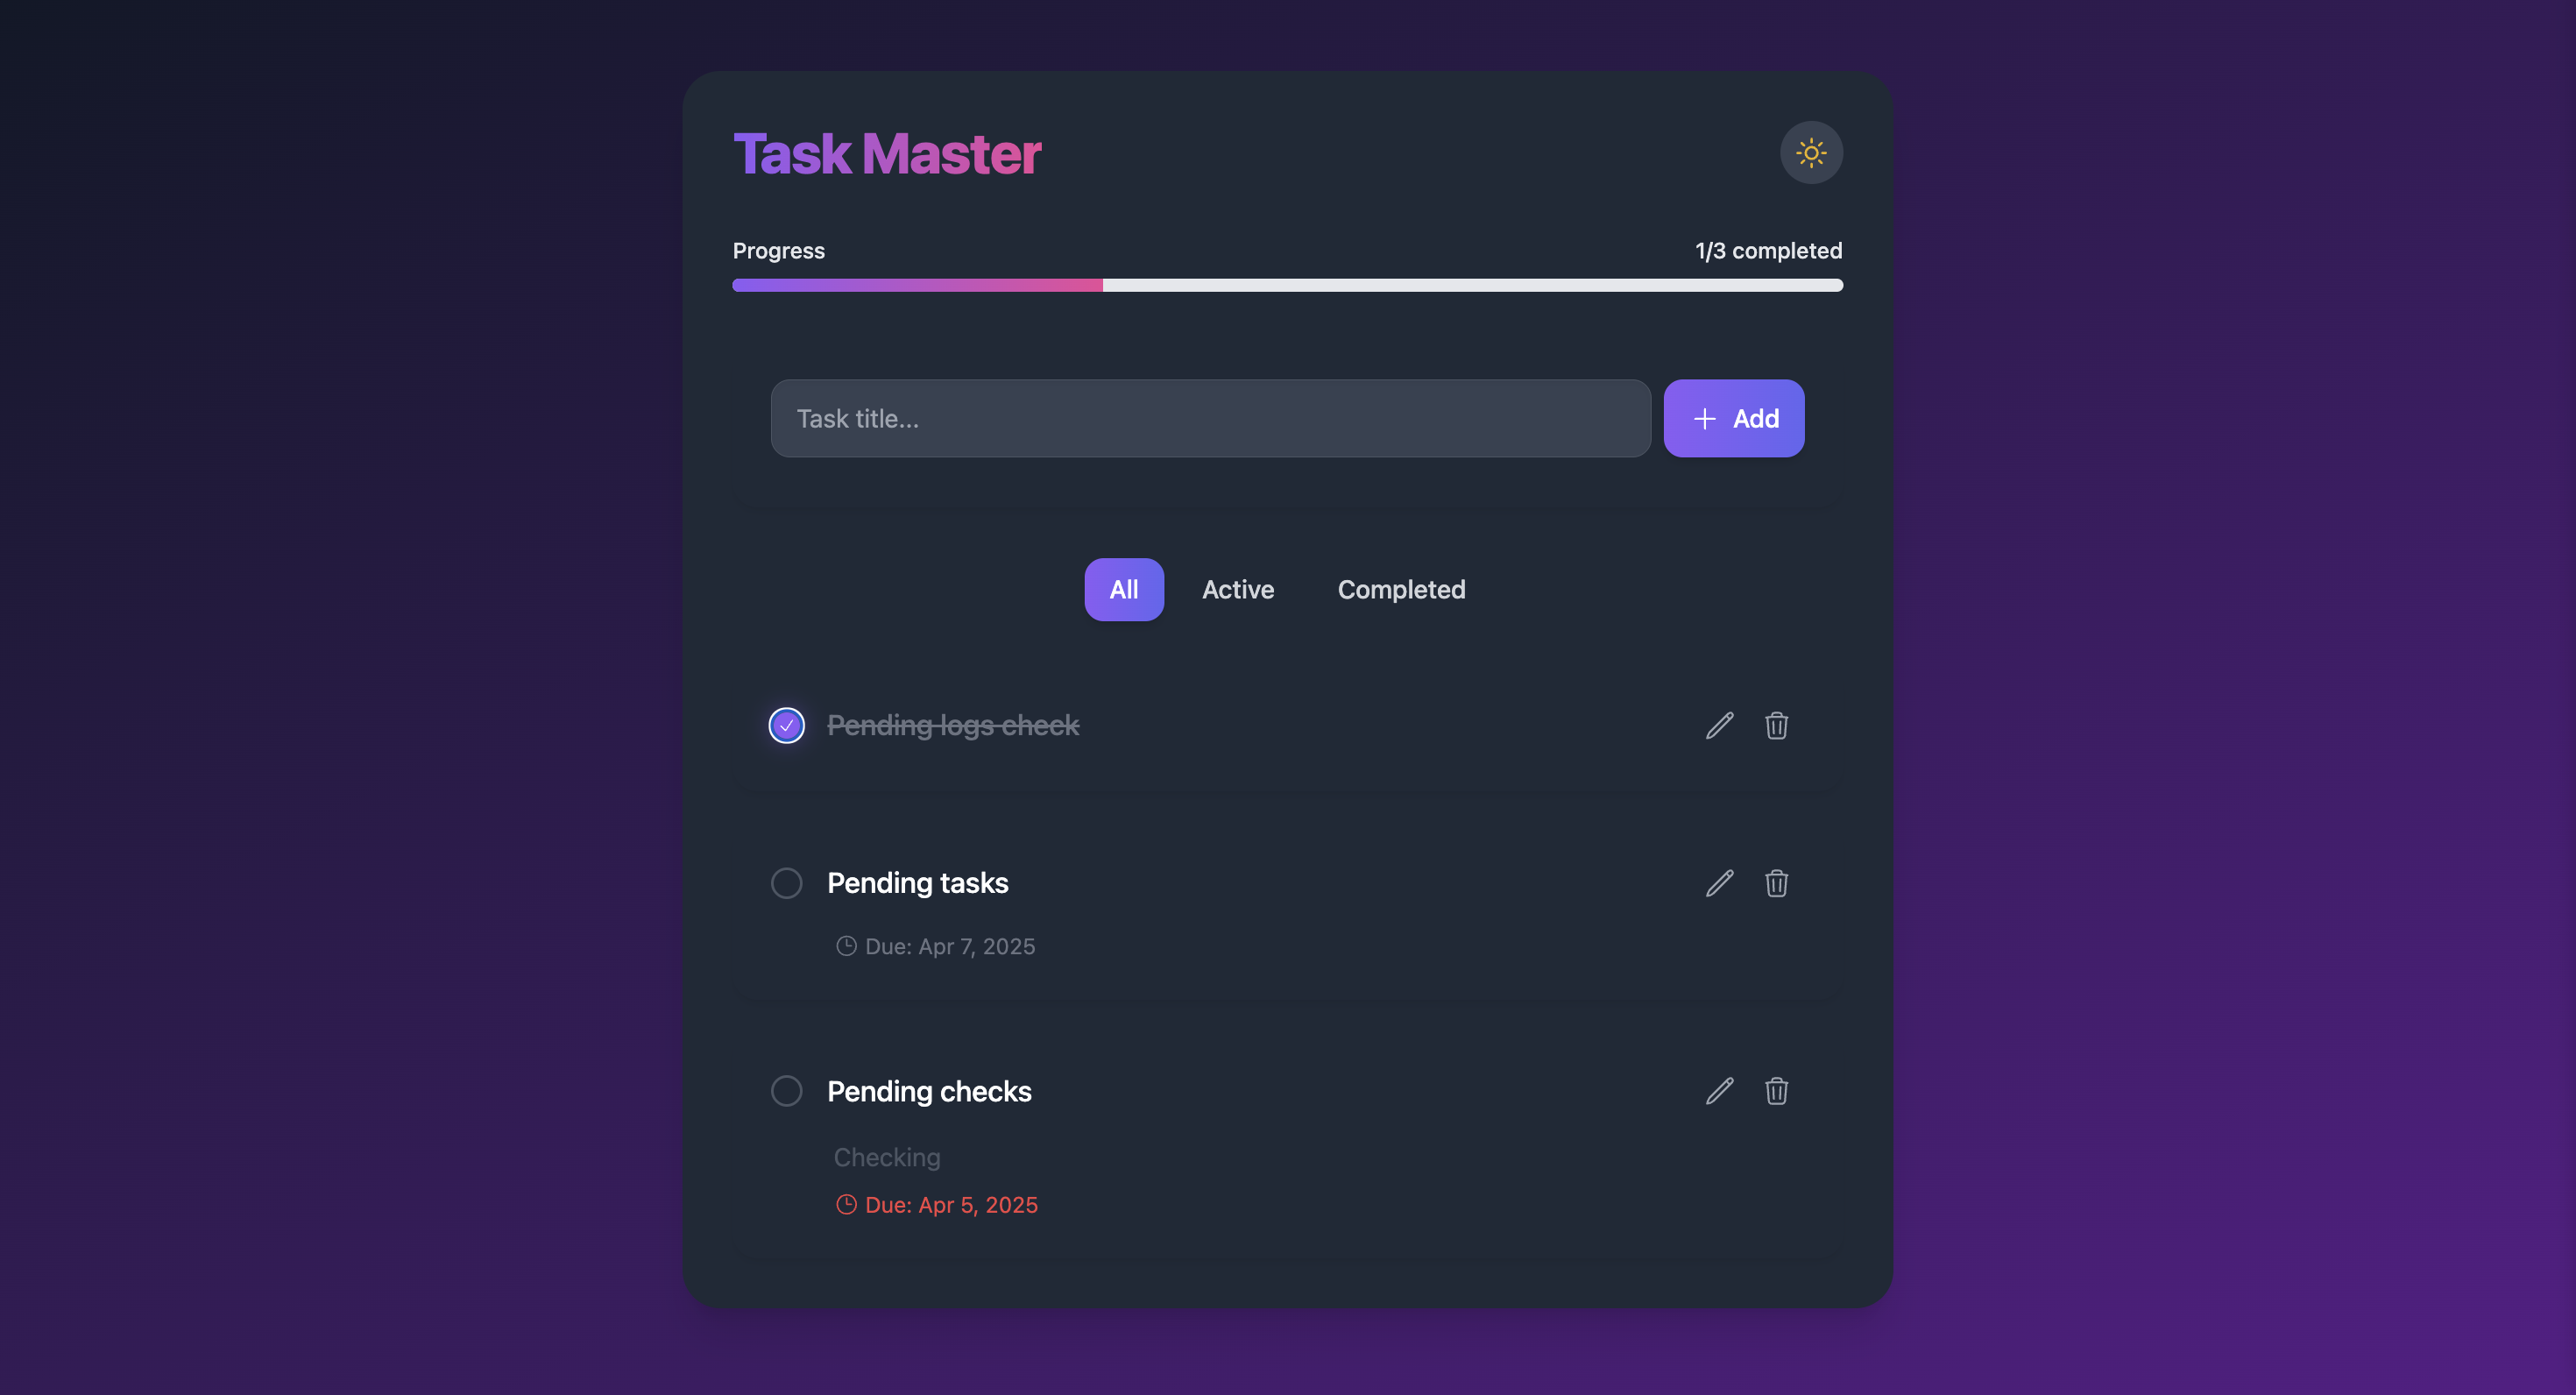 Task Master
Progress
1/3 completed
Task title...
Add
All
Active
Completed
Pending logs check
Pending tasks
Due: Apr 7, 2025
Pending checks
Checking
Due: Apr 5, 2025